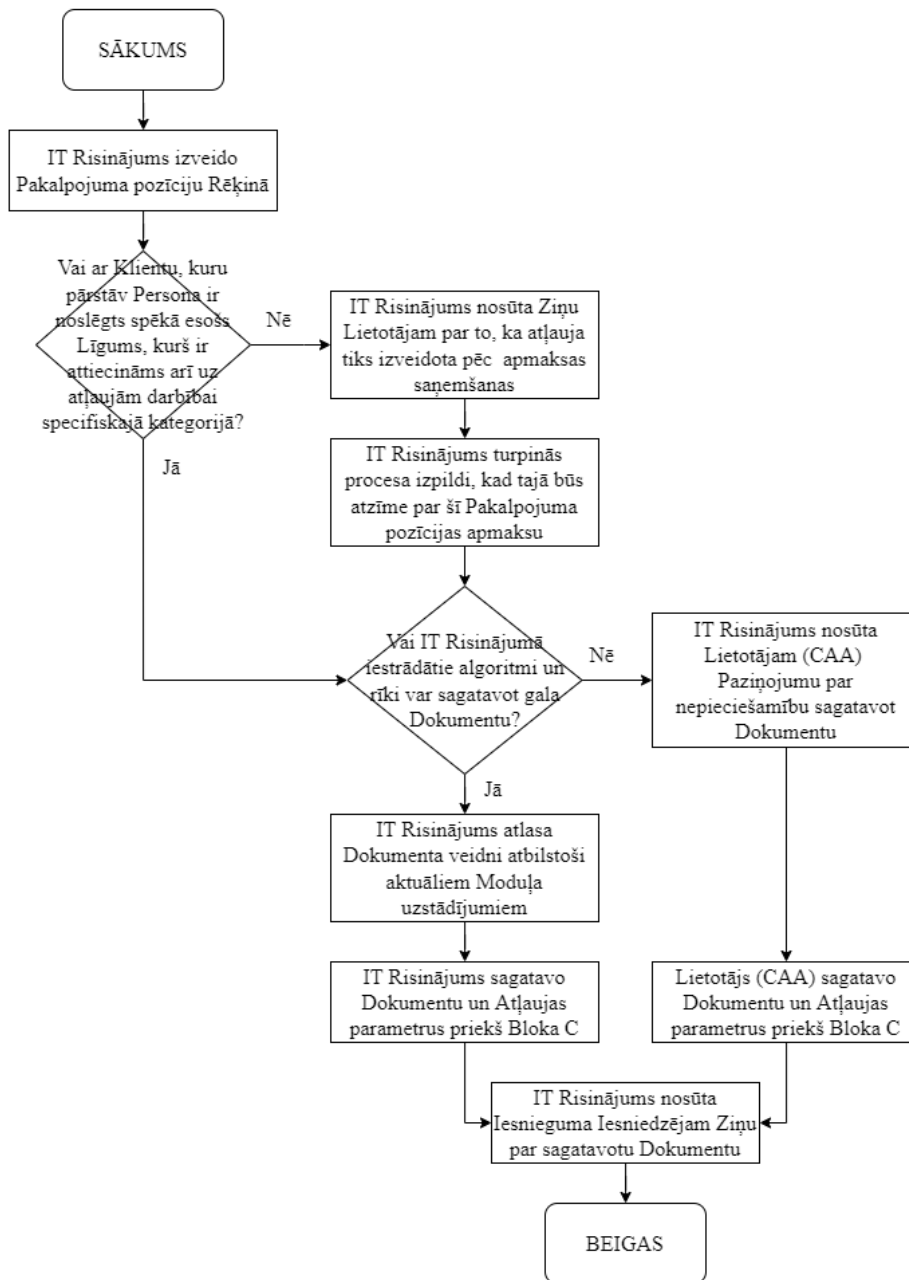 SĀKUMS
IT Risinājums izveido
Pakalpojuma pozīciju Rēķinā
Vai ar Klientu, kuru
pārstāv Persona ir
noslēgts spēkā esošs
Līgums, kurš ir
attiecināms arī uz
atļaujām darbībai
specifiskajā kategorijā?
Nē
IT Risinājums nosūta Ziņu
Lietotājam par to, ka atļauja
tiks izveidota pēc apmaksas
saņemšanas
Jā
IT Risinājums turpinās
procesa izpildi, kad tajā būs
atzīme par šī Pakalpojuma
pozīcijas apmaksu
Vai IT Risinājumā
iestrādātie algoritmi un
rīki var sagatavot gala
Dokumentu?
Nē
IT Risinājums nosūta
Lietotājam (CAA)
Paziņojumu par
nepieciešamību sagatavot
Dokumentu
Jā
IT Risinājums atlasa
Dokumenta veidni atbilstoši
aktuāliem Moduļa
uzstādījumiem
IT Risinājums sagatavo
Dokumentu un Atļaujas
parametrus priekš Bloka C
Lietotājs (CAA) sagatavo
Dokumentu un Atļaujas
parametrus priekš Bloka C
IT Risinājums nosūta
Iesnieguma Iesniedzējam Ziņu
par sagatavotu Dokumentu
BEIGAS